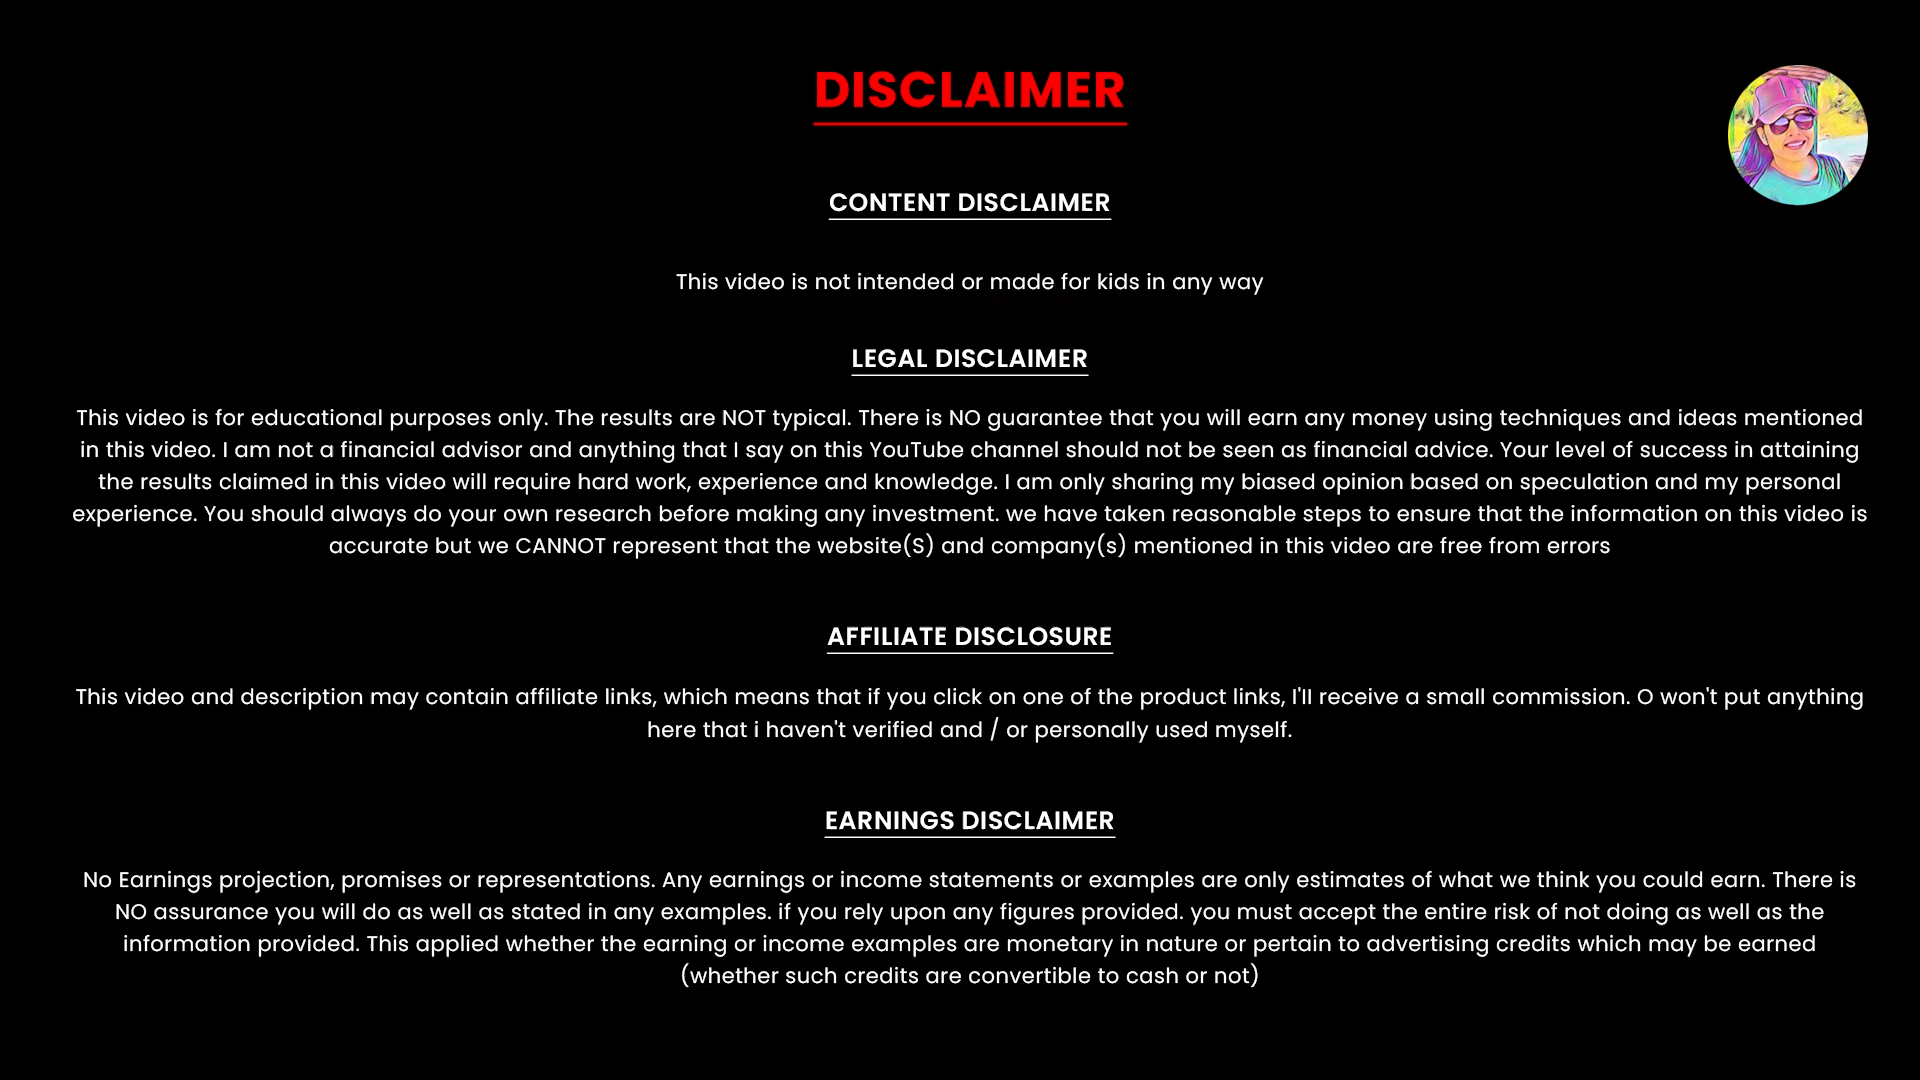 DISCLAIMER
CONTENT DISCLAIMER
This video is not intended or made for kids in any way
LEGAL DISCLAIMER
This video is for educational purposes only. The results are NOT typical. There is NO guarantee that you will earn any money using techniques and ideas mentioned
in this video. I am not a financial advisor and anything that I say on this YouTube channel should not be seen as financial advice. Your level of success in attaining
the results claimed in this video will require hard work, experience and knowledge. I am only sharing my biased opinion based on speculation and my personal
experience. You should always do your own research before making any investment. we have taken reasonable steps to ensure that the information on this video is
accurate but we CANNOT represent that the website(S) and company(s) mentioned in this video are free from errors
AFFILIATE DISCLOSURE
This video and description may contain affiliate links, which means that if you click on one of the product links, I'll receive a small commission. O won't put anything
here that i haven't verified and / or personally used myself.
EARNINGS DISCLAIMER
No Earnings projection, promises or representations. Any earnings or income statements or examples are only estimates of what we think you could earn. There is
NO assurance you will do as well as stated in any examples. if you rely upon any figures provided. you must accept the entire risk of not doing as well as the
information provided. This applied whether the earning or income examples are monetary in nature or pertain to advertising credits which may be earned
(whether such credits are convertible to cash or not)